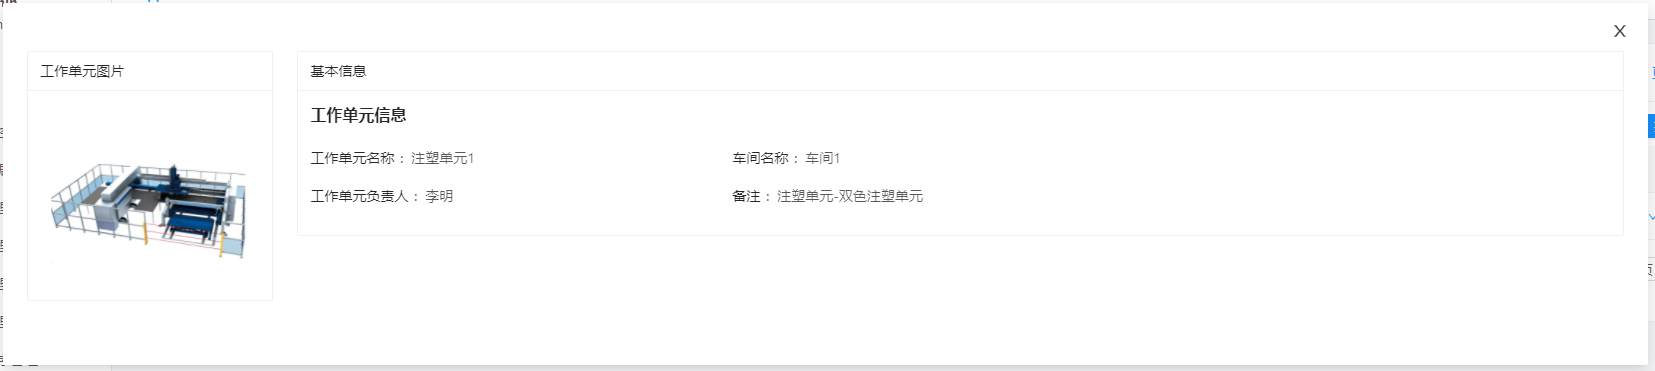 X
工作单元图片
基本信息
工作单元信息
工作单元名称： 注塑单元1
车间名称： 车间1
工作单元负责人： 李明
备注： 注塑单元-双色注塑单元